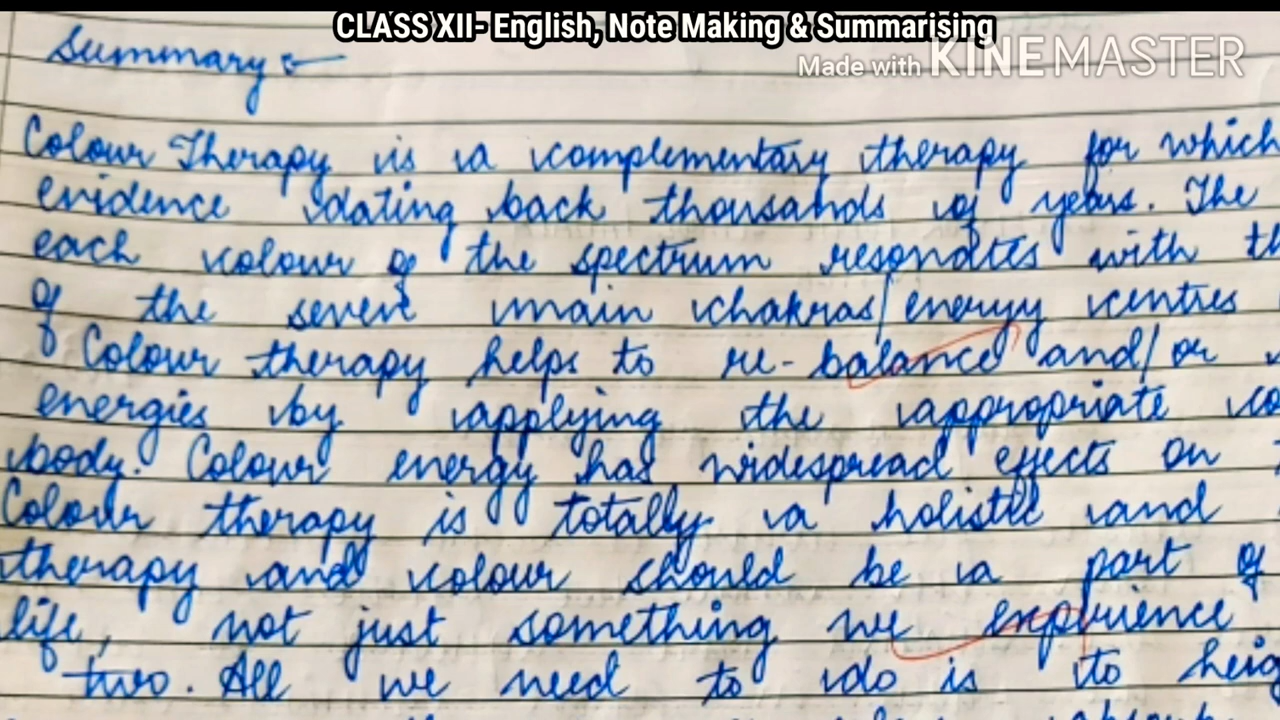 CLASS XII- English, Note Making & Summarising
Made with KINEMASTER
Summary :-
Colour Therapy is a complementary therapy for which
evidence dating back thousands of years. The
each colour of the spectrum resonates with th
of the seven main chakras/energy centres
Colour therapy helps to re-balance and/or
energies by applying the appropriate co
body. Colour energy has widespread effects on
Colour therapy is totally a holistic and
therapy and colour should be a part of
life, not just something we experience
two. All we need to do is to heig